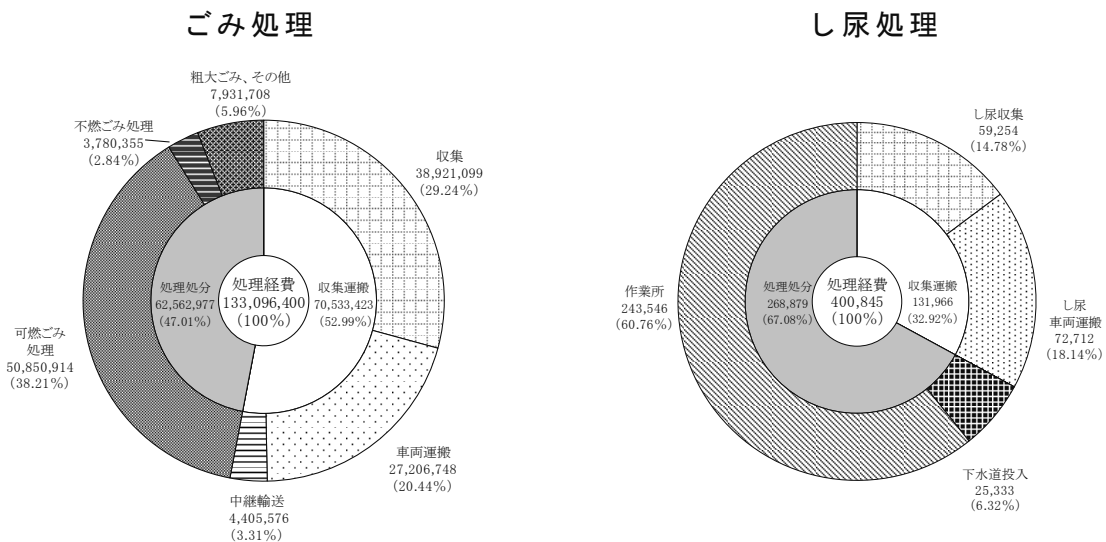 ごみ処理
粗大ごみ、その他
7,931,708
(5.96%)
不燃ごみ処理
3,780,355
(2.84%)
収集
38,921,099
(29.24%)
処理処分
62,562,977
(47.01%)
処理経費
133,096,400
(100%)
収集運搬
70,533,423
(52.99%)
可燃ごみ
処理
50,850,914
(38.21%)
車両運搬
27,206,748
(20.44%)
中継輸送
4,405,576
(3.31%)
し尿処理
し尿収集
59,254
(14.78%)
作業所
243,546
(60.76%)
処理処分
268,879
(67.08%)
処理経費
400,845
(100%)
収集運搬
131,966
(32.92%)
し尿
車両運搬
72,712
(18.14%)
下水道投入
25,333
(6.32%)